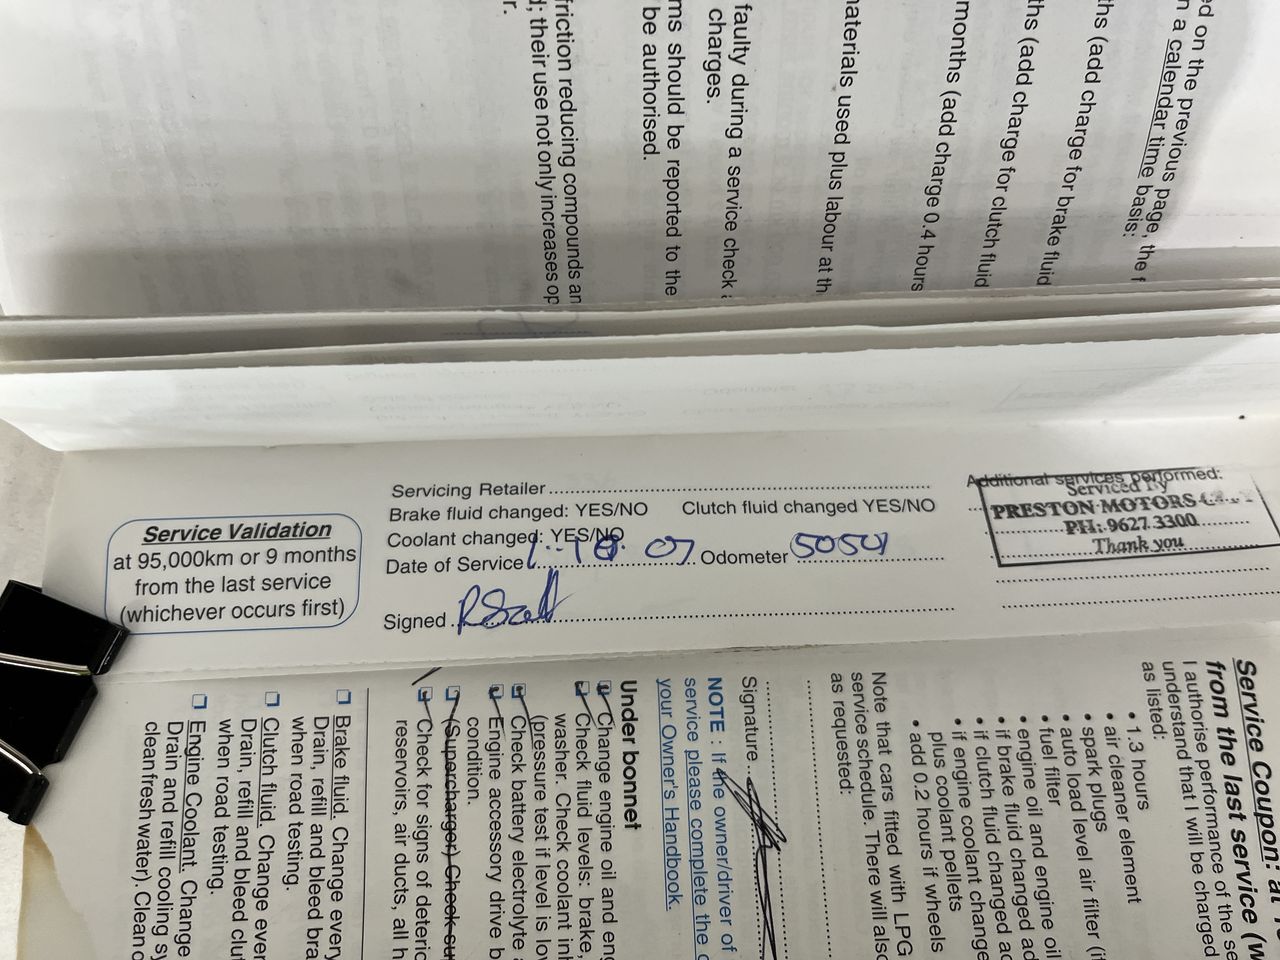 ed on the previous page, the f
n a calendar time basis:
ths (add charge for brake fluid
ths (add charge for clutch fluid
months (add charge 0.4 hours
materials used plus labour at th
faulty during a service check
charges.
ms should be reported to the
be authorised.
friction reducing compounds an
d; their use not only increases op
r.
Service Validation
at 95,000km or 9 months
from the last service
(whichever occurs first)
Servicing Retailer
Brake fluid changed: YES/NO Clutch fluid changed YES/NO
Coolant changed: YES/NO
Date of Service 1. 10. 07 Odometer 50501
Signed
Additional services performed:
Serviced By
PRESTON MOTORS
PH: 9627 3300
Thank you
Service Coupon: at
from the last service (w
I authorise performance of the se
understand that I will be charged
as listed:
• 1.3 hours
• air cleaner element
• spark plugs
• auto load level air filter (if
• fuel filter
• engine oil and engine oil
• if brake fluid changed ad
• if clutch fluid changed ac
• if engine coolant change
plus coolant pellets
• add 0.2 hours if wheels
Note that cars fitted with LPG
service schedule. There will also
as requested:
Signature
NOTE : If the owner/driver of
service please complete the
your Owner's Handbook.
Under bonnet
Change engine oil and eng
Check fluid levels: brake,
washer. Check coolant inh
(pressure test if level is low
Check battery electrolyte
Engine accessory drive b
condition.
(Supercharger) Check su
Check for signs of deterio
reservoirs, air ducts, all h
Brake fluid. Change every
Drain, refill and bleed bra
when road testing.
Clutch fluid. Change ever
Drain, refill and bleed clut
when road testing.
Engine Coolant. Change
Drain and refill cooling sy
clean fresh water). Clean o